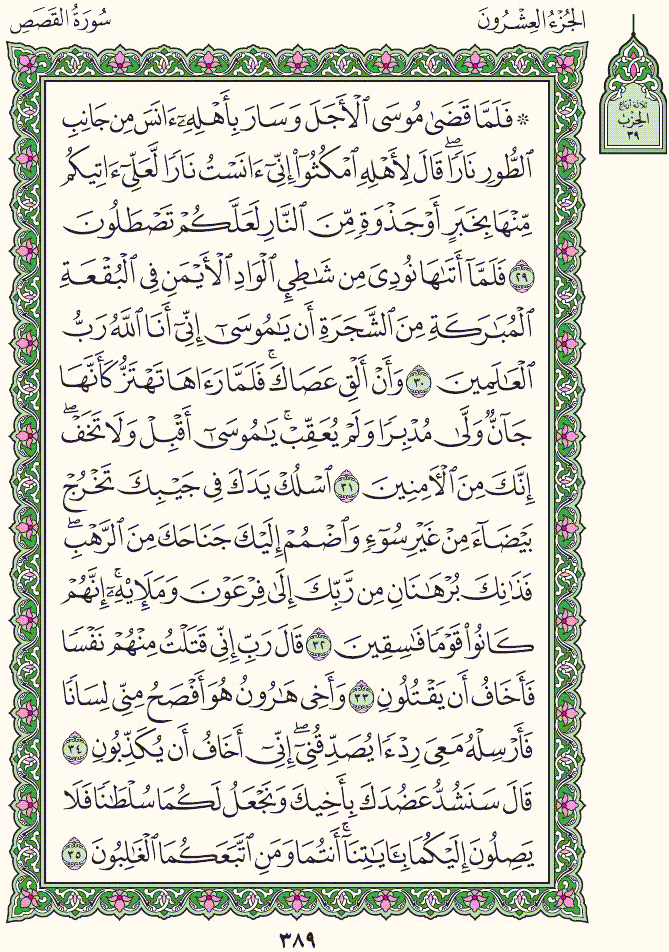 الجُزْءُ العِشْرُونَ
سُورَةُ القَصَصِ
ثلاثة أرباع
الحِزْب
٣٩
۞ فَلَمَّا قَضَىٰ مُوسَى ٱلْأَجَلَ وَسَارَ بِأَهْلِهِۦٓ ءَانَسَ مِن جَانِبِ
ٱلطُّورِ نَارًاۖ قَالَ لِأَهْلِهِ ٱمْكُثُوٓا۟ إِنِّىٓ ءَانَسْتُ نَارًا لَّعَلِّىٓ ءَاتِيكُم
مِّنْهَا بِخَبَرٍ أَوْ جَذْوَةٍ مِّنَ ٱلنَّارِ لَعَلَّكُمْ تَصْطَلُونَ
٢٩ فَلَمَّآ أَتَىٰهَا نُودِىَ مِن شَٰطِئِ ٱلْوَادِ ٱلْأَيْمَنِ فِى ٱلْبُقْعَةِ
ٱلْمُبَٰرَكَةِ مِنَ ٱلشَّجَرَةِ أَن يَٰمُوسَىٰٓ إِنِّىٓ أَنَا ٱللَّهُ رَبُّ
ٱلْعَٰلَمِينَ ٣٠ وَأَنْ أَلْقِ عَصَاكَۖ فَلَمَّا رَءَاهَا تَهْتَزُّ كَأَنَّهَا
جَآنٌّ وَلَّىٰ مُدْبِرًا وَلَمْ يُعَقِّبْۚ يَٰمُوسَىٰٓ أَقْبِلْ وَلَا تَخَفْۖ
إِنَّكَ مِنَ ٱلْءَامِنِينَ ٣١ ٱسْلُكْ يَدَكَ فِى جَيْبِكَ تَخْرُجْ
بَيْضَآءَ مِنْ غَيْرِ سُوٓءٍ وَٱضْمُمْ إِلَيْكَ جَنَاحَكَ مِنَ ٱلرَّهْبِۖ
فَذَٰنِكَ بُرْهَٰنَانِ مِن رَّبِّكَ إِلَىٰ فِرْعَوْنَ وَمَلَإِي۟هِۦٓۚ إِنَّهُمْ
كَانُوا۟ قَوْمًا فَٰسِقِينَ ٣٢ قَالَ رَبِّ إِنِّى قَتَلْتُ مِنْهُمْ نَفْسًا
فَأَخَافُ أَن يَقْتُلُونِ ٣٣ وَأَخِى هَٰرُونُ هُوَ أَفْصَحُ مِنِّى لِسَانًا
فَأَرْسِلْهُ مَعِىَ رِدْءًا يُصَدِّقُنِىٓۖ إِنِّىٓ أَخَافُ أَن يُكَذِّبُونِ ٣٤
قَالَ سَنَشُدُّ عَضُدَكَ بِأَخِيكَ وَنَجْعَلُ لَكُمَا سُلْطَٰنًا فَلَا
يَصِلُونَ إِلَيْكُمَا بِـَٔايَٰتِنَآۚ أَنتُمَا وَمَنِ ٱتَّبَعَكُمَا ٱلْغَٰلِبُونَ ٣٥
٣٨٩